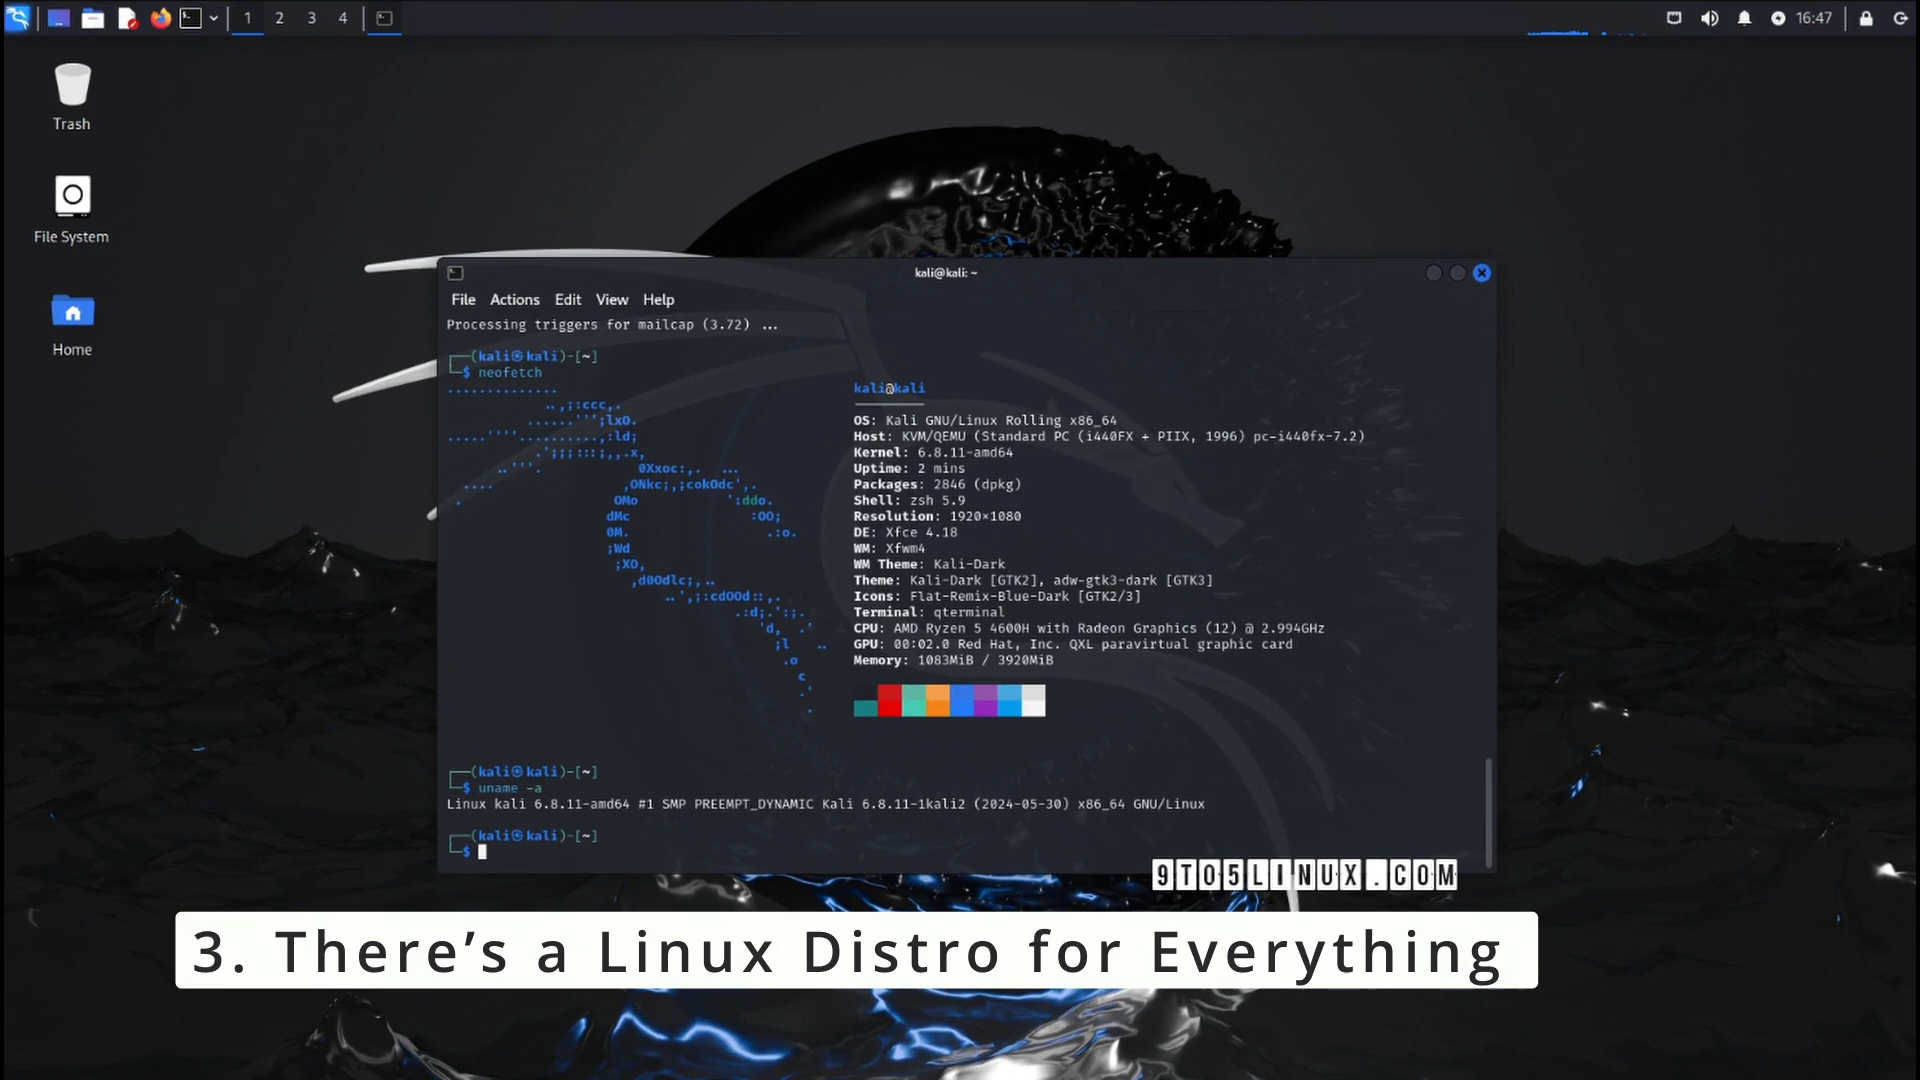 1 2 3 4
16:47
Trash
File System
Home
kali@kali: ~
File Actions Edit View Help
Processing triggers for mailcap (3.72) ...
(kali㉿kali)-[~]
$ neofetch
kali@kali
OS: Kali GNU/Linux Rolling x86_64
Host: KVM/QEMU (Standard PC (i440FX + PIIX, 1996) pc-i440fx-7.2)
Kernel: 6.8.11-amd64
Uptime: 2 mins
Packages: 2846 (dpkg)
Shell: zsh 5.9
Resolution: 1920×1080
DE: Xfce 4.18
WM: Xfwm4
WM Theme: Kali-Dark
Theme: Kali-Dark [GTK2], adw-gtk3-dark [GTK3]
Icons: Flat-Remix-Blue-Dark [GTK2/3]
Terminal: qterminal
CPU: AMD Ryzen 5 4600H with Radeon Graphics (12) @ 2.994GHz
GPU: 00:02.0 Red Hat, Inc. QXL paravirtual graphic card
Memory: 1083MiB / 3920MiB
(kali㉿kali)-[~]
$ uname -a
Linux kali 6.8.11-amd64 #1 SMP PREEMPT_DYNAMIC Kali 6.8.11-1kali2 (2024-05-30) x86_64 GNU/Linux
(kali㉿kali)-[~]
$
9TO5LINUX.COM
3. There’s a Linux Distro for Everything